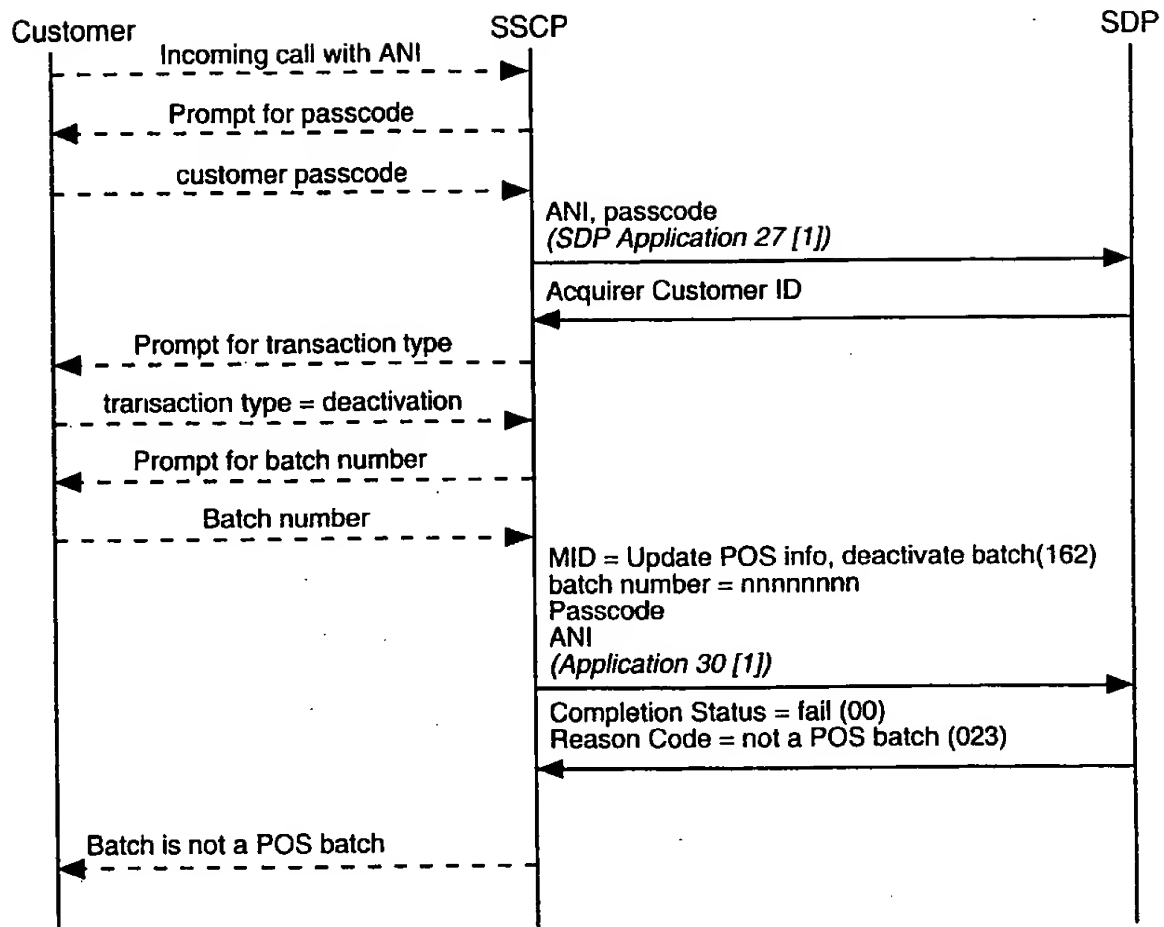 Customer
SSCP
SDP
Incoming call with ANI
Prompt for passcode
customer passcode
ANI, passcode
(SDP Application 27 [1])
Acquirer Customer ID
Prompt for transaction type
transaction type = deactivation
Prompt for batch number
Batch number
MID = Update POS info, deactivate batch(162)
batch number = nnnnnnnn
Passcode
ANI
(Application 30 [1])
Completion Status = fail (00)
Reason Code = not a POS batch (023)
Batch is not a POS batch